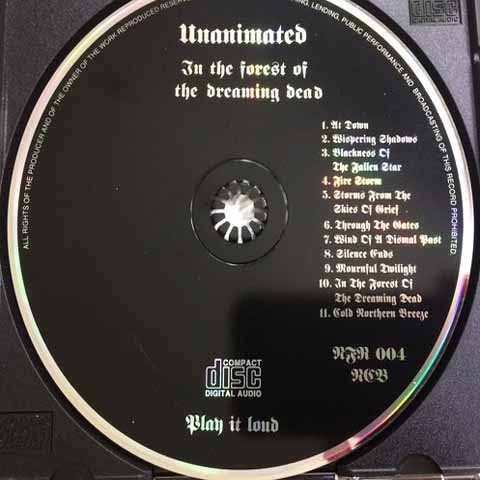 ALL RIGHTS OF THE PRODUCER AND OF THE OWNER OF THE WORK REPRODUCED RESERVED
LENDING, PUBLIC PERFORMANCE AND BROADCASTING OF THIS RECORD PROHIBITED.
Unanimated
In the forest of
the dreaming dead
1. At Down
2. Wispering Shadows
3. Blackness Of
The Fallen Star
4. Fire Storm
5. Storms From The
Skies Of Grief
6. Through The Gates
7. Wind Of A Dismal Past
8. Silence Ends
9. Mournful Twilight
10. In The Forest Of
The Dreaming Dead
11. Cold Northern Breeze
NFR 004
NCB
COMPACT
disc
DIGITAL AUDIO
Play it loud